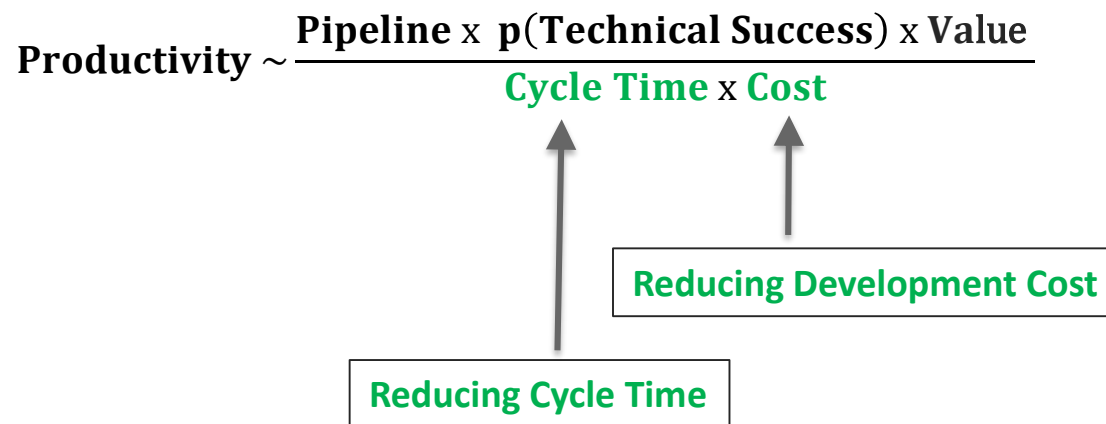 Pipeline x p(Technical Success) x Value
Productivity ~
Cycle Time x Cost
Reducing Development Cost
Reducing Cycle Time